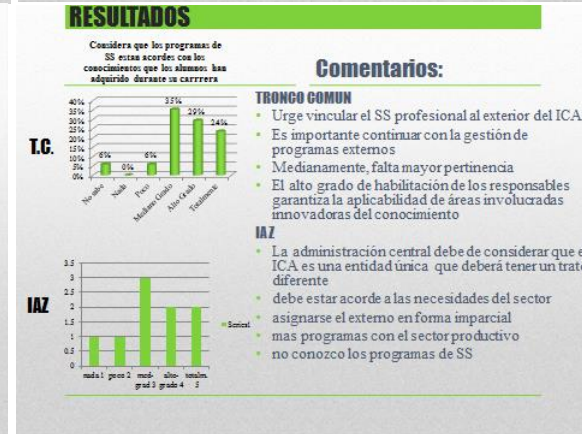 RESULTADOS
Considera que los programas de
SS estan acordes con los
conocimientos que los alumnos han
adquirido durante su carrrera
T.C.
40%
35%
30%
25%
20%
15%
10%
5%
0%
6%
0%
6%
35%
29%
24%
No sabe
Nada
Poco
Mediano Grado
Alto Grado
Totalmente
IAZ
3.5
3
2.5
2
1.5
1
0.5
0
nada 1
poco 2
med-
grad 3
alto-
grado 4
totalm.
5
Series1
Comentarios:
TRONCO COMUN
• Urge vincular el SS profesional al exterior del ICA
• Es importante continuar con la gestión de
programas externos
• Medianamente, falta mayor pertinencia
• El alto grado de habilitación de los responsables
garantiza la aplicabilidad de áreas involucradas
innovadoras del conocimiento
IAZ
• La administración central debe de considerar que
ICA es una entidad única que deberá tener un
diferente
• debe estar acorde a las necesidades del sector
• asignarse el externo en forma imparcial
• mas programas con el sector productivo
• no conozco los programas de SS